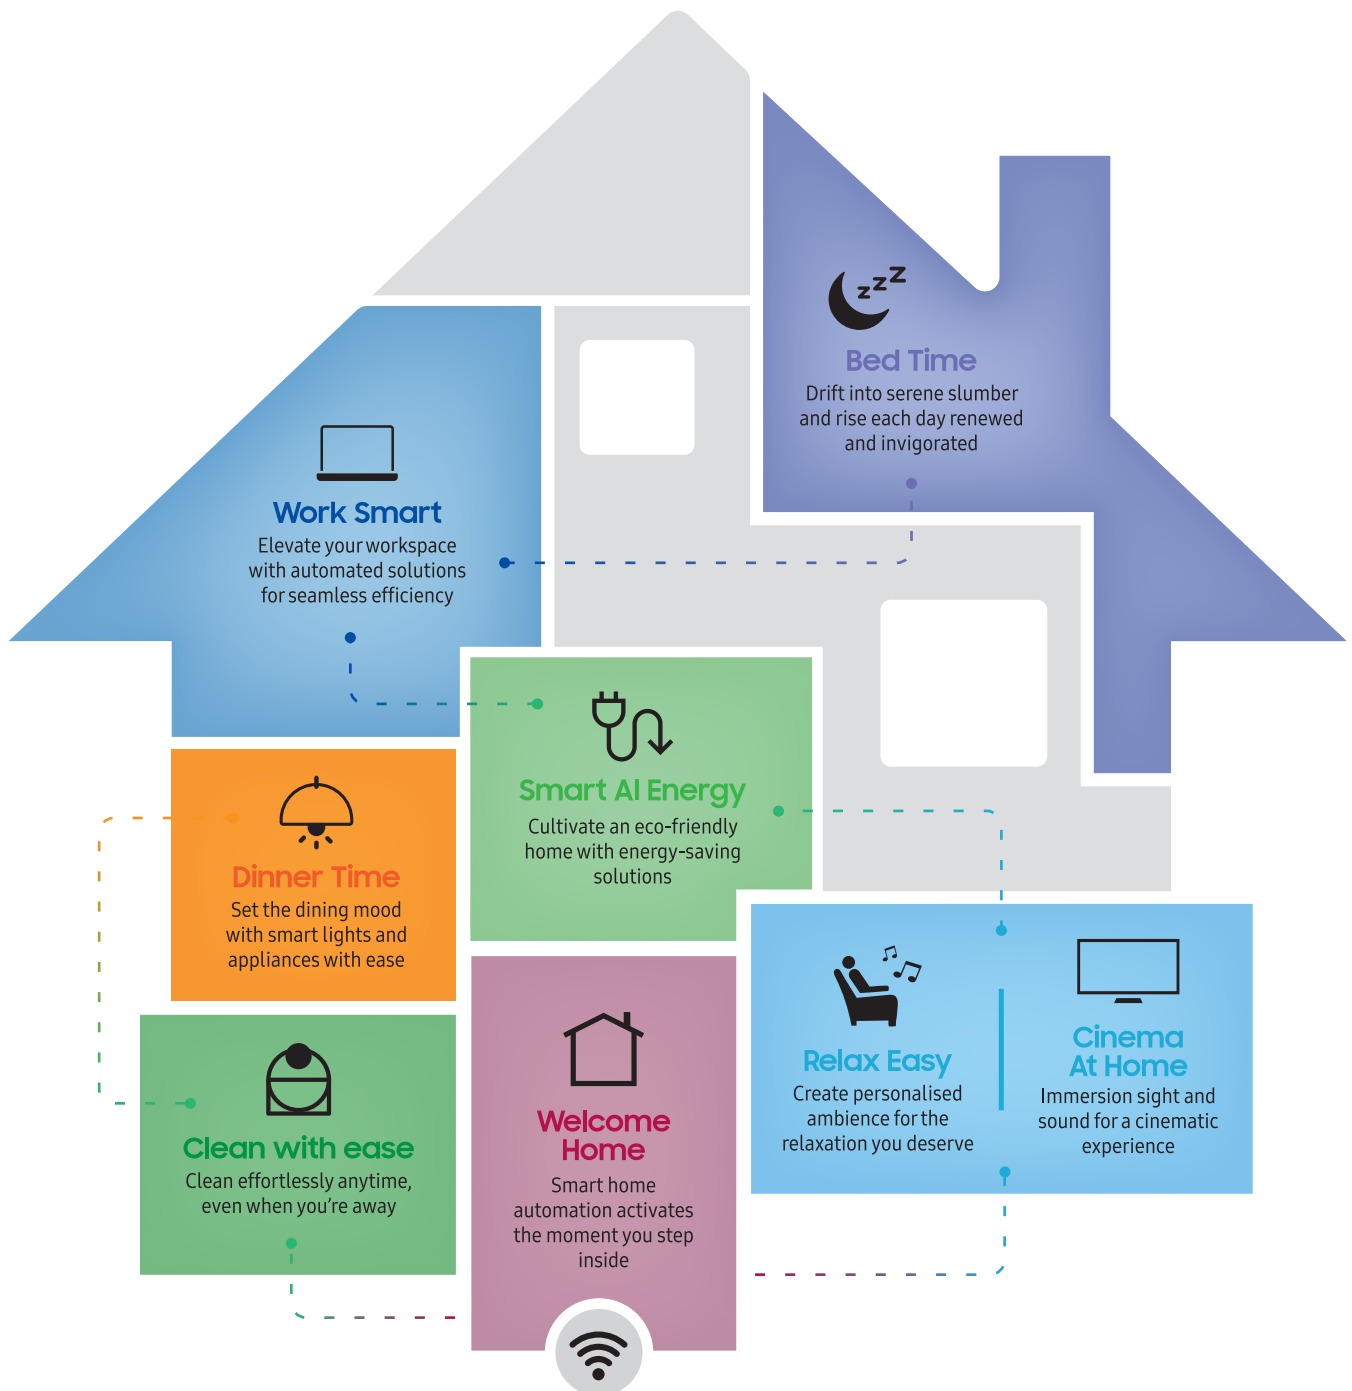 zzZ
Bed Time
Drift into serene slumber
and rise each day renewed
and invigorated
Work Smart
Elevate your workspace
with automated solutions
for seamless efficiency
Smart AI Energy
Cultivate an eco-friendly
home with energy-saving
solutions
Dinner Time
Set the dining mood
with smart lights and
appliances with ease
Relax Easy
Create personalised
ambience for the
relaxation you deserve
Cinema
At Home
Immersion sight and
sound for a cinematic
experience
Clean with ease
Clean effortlessly anytime,
even when you’re away
Welcome
Home
Smart home
automation activates
the moment you step
inside